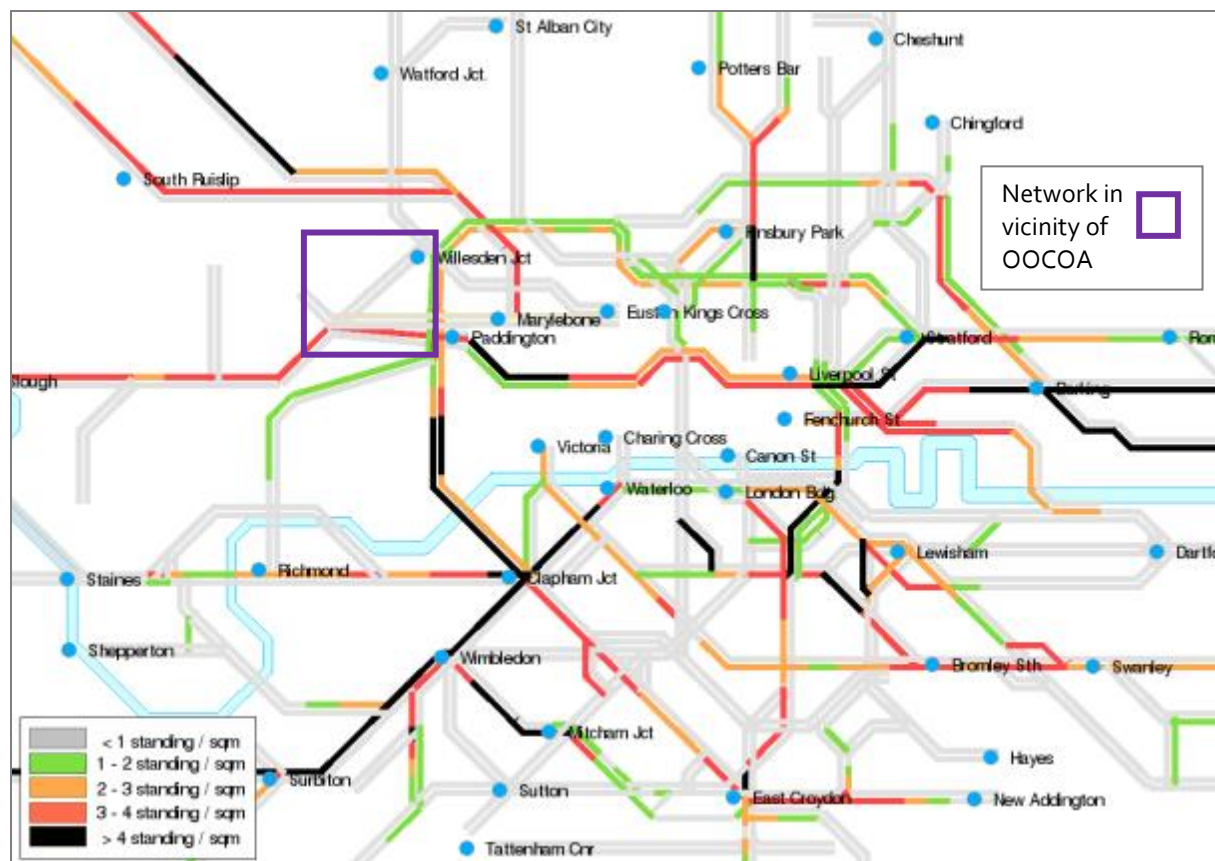 St Alban City
Cheshunt
Watford Jct.
Potters Bar
Chingford
South Ruislip
Network in
vicinity of
OOCOA
Finsbury Park
Willesden Jct
Marylebone
Kings Cross
Paddington
Stratford
Rom
Slough
Liverpool St
Barking
Fenchurch St
Victoria
Charing Cross
Canon St
Waterloo
London Bdg
Lewisham
Dartfo
Staines
Richmond
Clapham Jct
Shepperton
Wimbledon
Bromley Sth
Swanley
Mitcham Jct
Hayes
Surbiton
Sutton
East Croydon
New Addington
Tattenham Cnr
< 1 standing / sqm
1 - 2 standing / sqm
2 - 3 standing / sqm
3 - 4 standing / sqm
> 4 standing / sqm